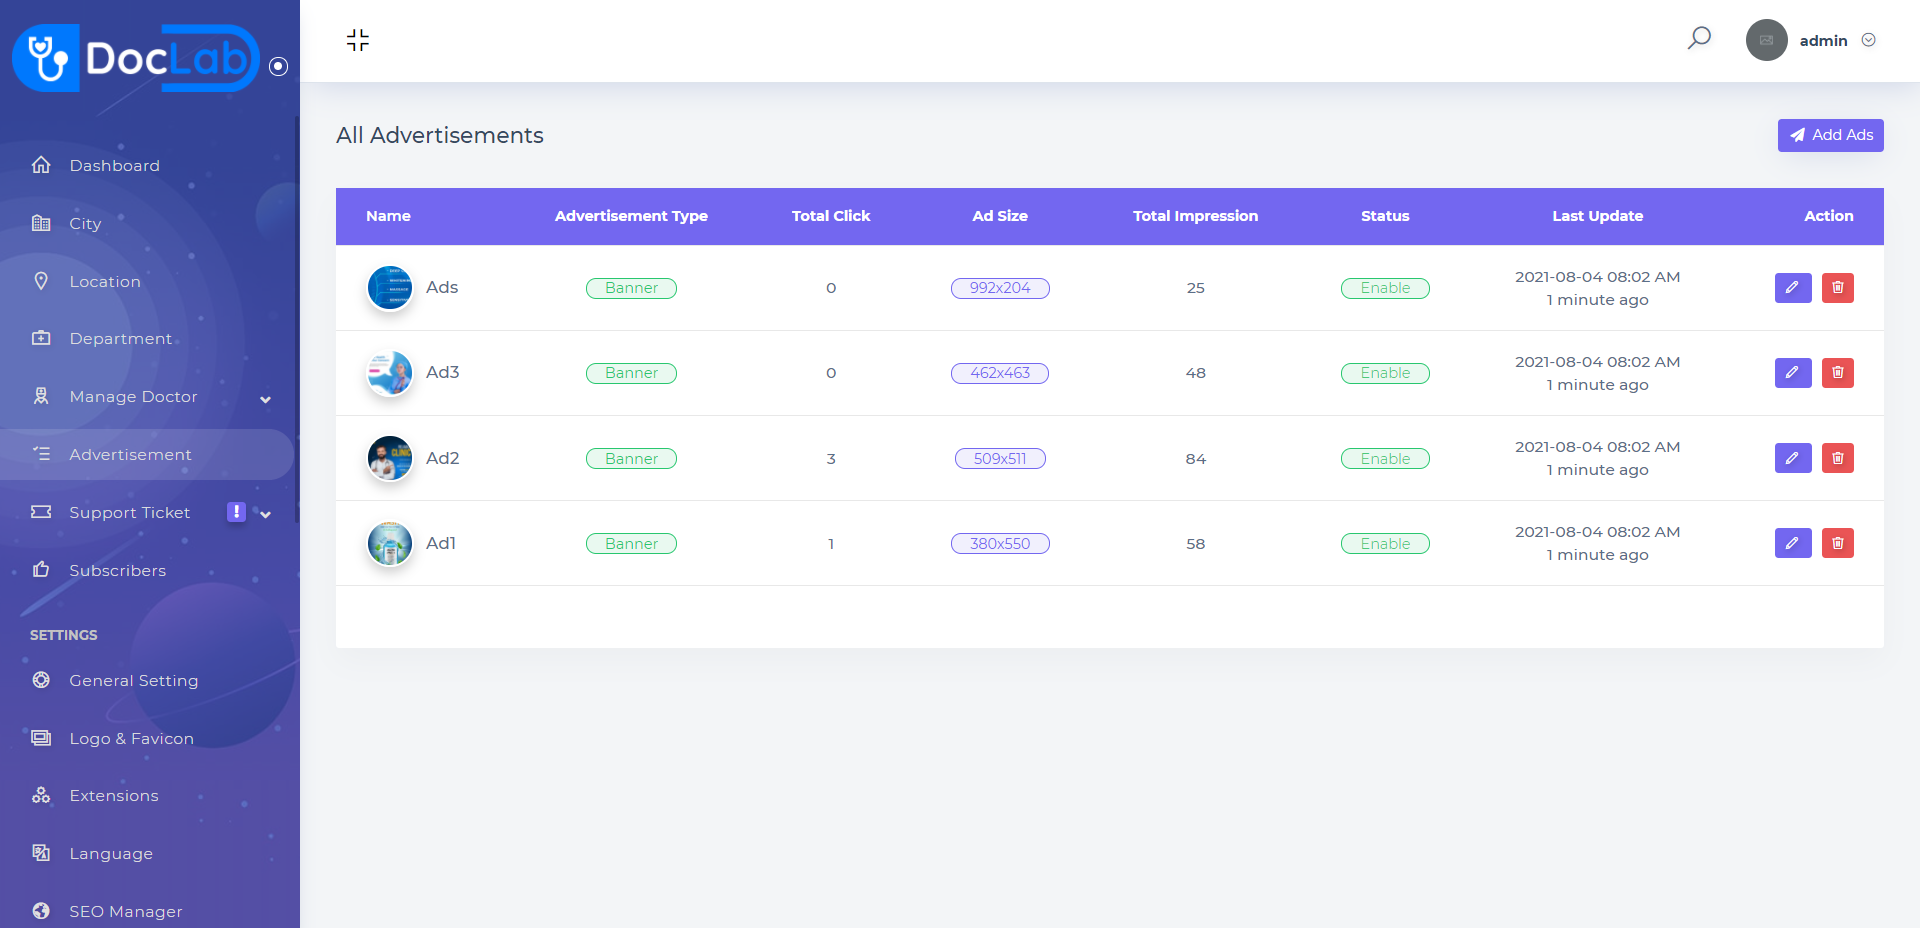 DocLab
admin
Dashboard
City
Location
Department
Manage Doctor
Advertisement
Support Ticket !
Subscribers
SETTINGS
General Setting
Logo & Favicon
Extensions
Language
SEO Manager
All Advertisements
Add Ads
Name Advertisement Type Total Click Ad Size Total Impression Status Last Update Action
Ads Banner 0 992x204 25 Enable 2021-08-04 08:02 AM
1 minute ago
Ad3 Banner 0 462x463 48 Enable 2021-08-04 08:02 AM
1 minute ago
Ad2 Banner 3 509x511 84 Enable 2021-08-04 08:02 AM
1 minute ago
Ad1 Banner 1 380x550 58 Enable 2021-08-04 08:02 AM
1 minute ago